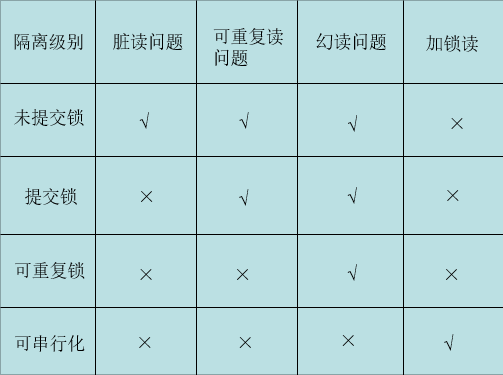 隔离级别 脏读问题 可重复读问题 幻读问题 加锁读
未提交锁 √ √ √ ×
提交锁 × √ √ ×
可重复锁 × × √ ×
可串行化 × × × √